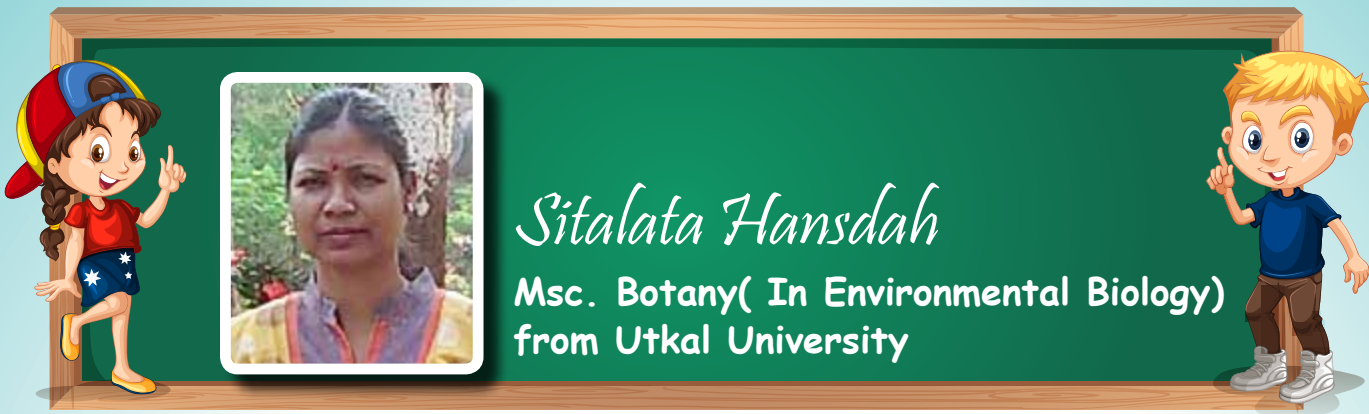 Sitalata Hansdah
Msc. Botany( In Environmental Biology)
from Utkal University